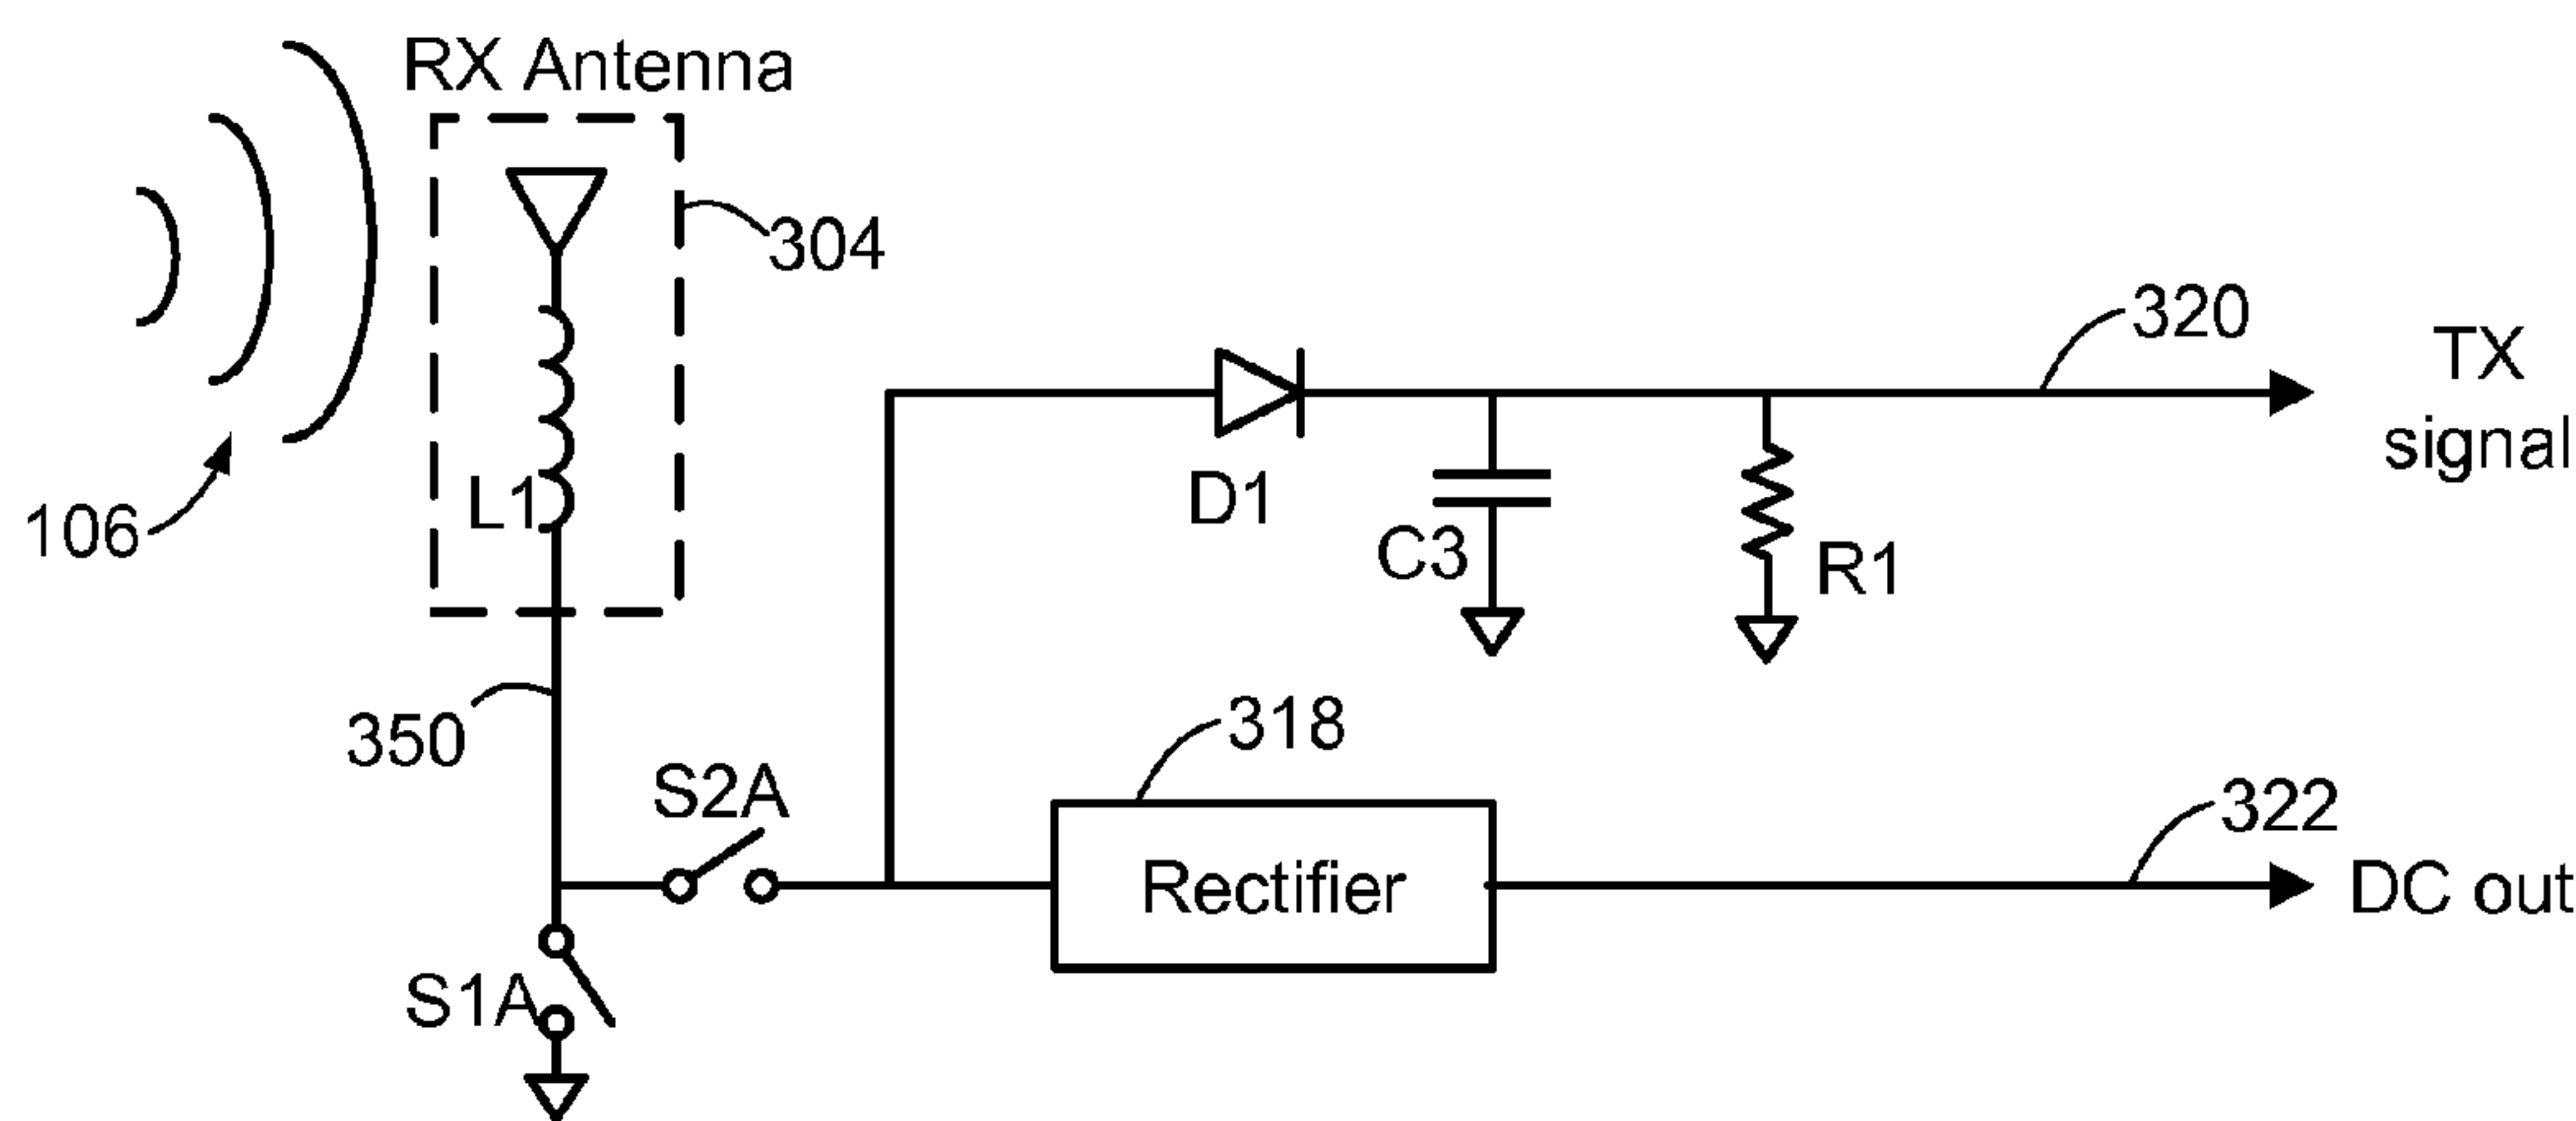 RX Antenna
304
L1
106
350
S2A
S1A
D1
C3
R1
320
TX
signal
318
Rectifier
322
DC out